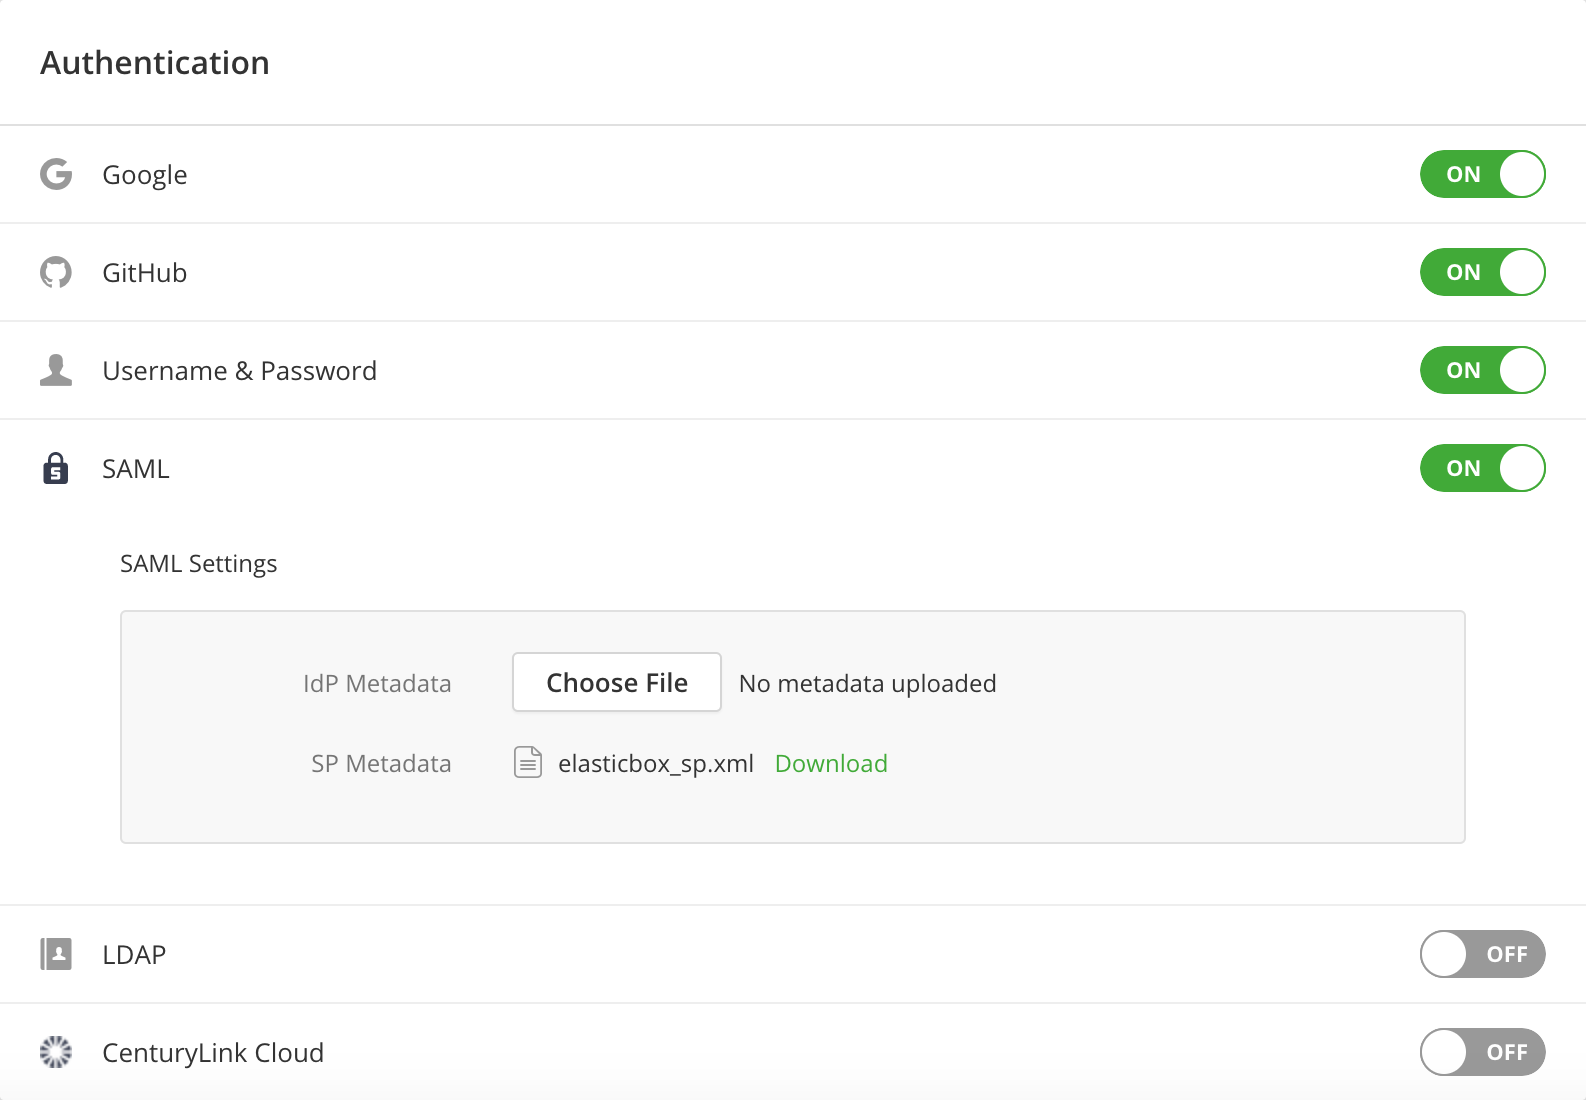 Authentication
Google ON
GitHub ON
Username & Password ON
SAML ON
SAML Settings
IdP Metadata Choose File No metadata uploaded
SP Metadata elasticbox_sp.xml Download
LDAP OFF
CenturyLink Cloud OFF